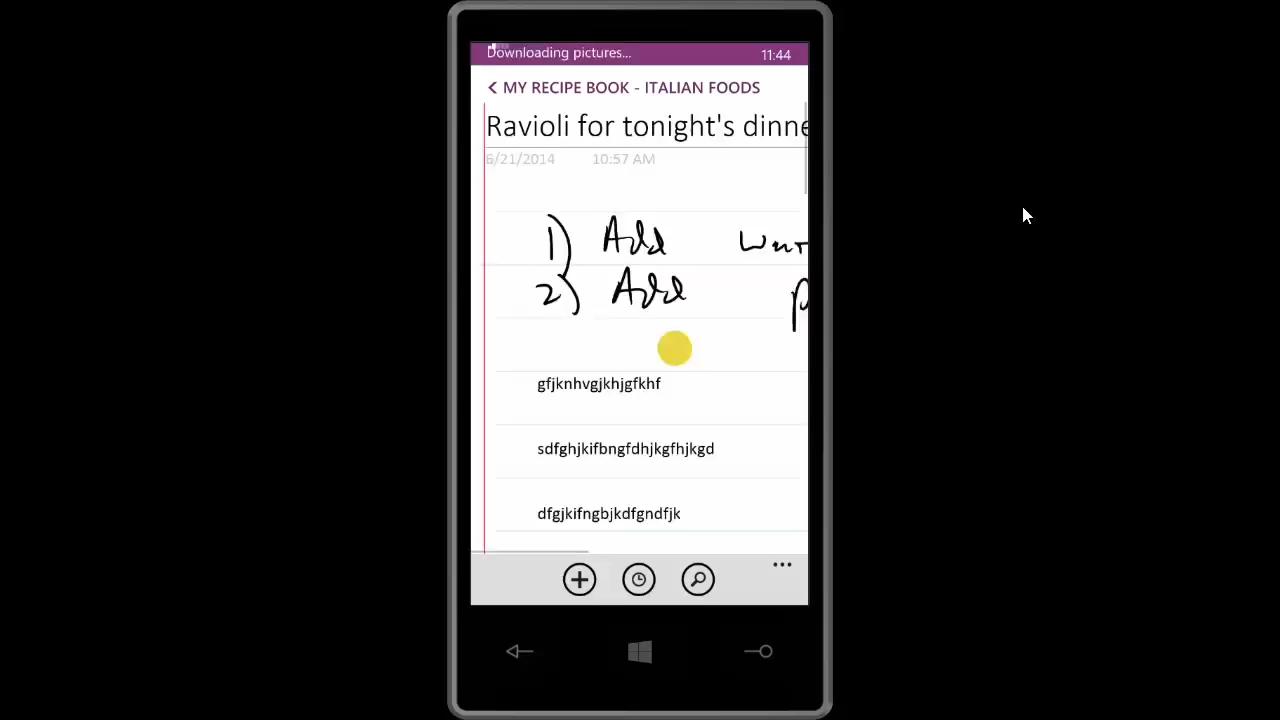 Downloading pictures... 11:44
< MY RECIPE BOOK - ITALIAN FOODS
Ravioli for tonight's dinne
6/21/2014 10:57 AM
1) Add
2) Add
gfjknhvgjkhjgfkhf
sdfghjkifbngfdhjkgfhjkgd
dfgjkifngbjkdfgndfjk